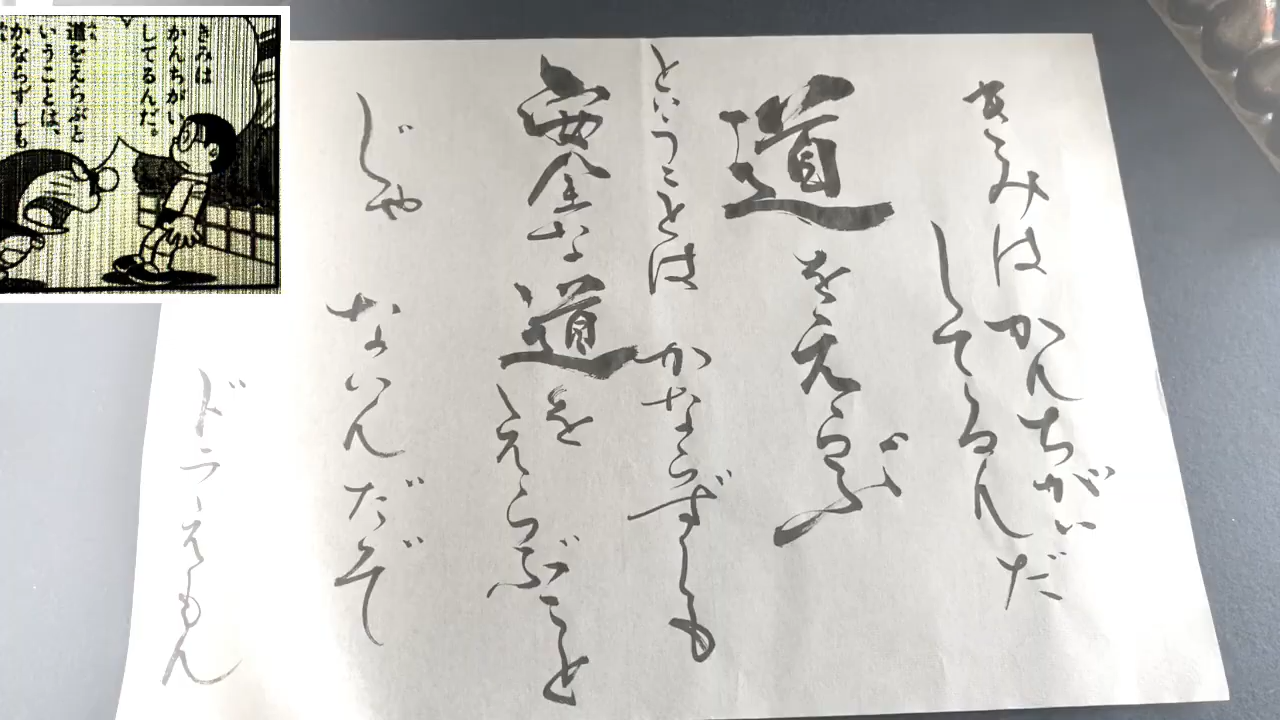 きみは
かんちがい
してるんだ。
道をえらぶと
いうことは、
かならずしも
きみは かんちがい
してるんだ
道をえらぶ
ということは かならずしも
安全な道を
えらぶこと
じゃ ないんだぞ
ドラえもん